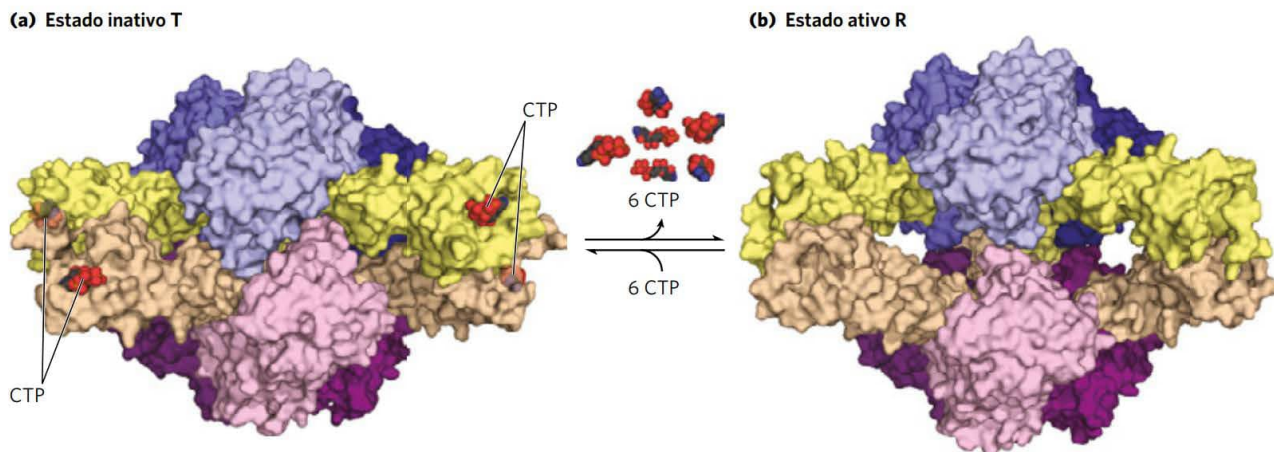 (a) Estado inativo T
(b) Estado ativo R
CTP
6 CTP
6 CTP
CTP